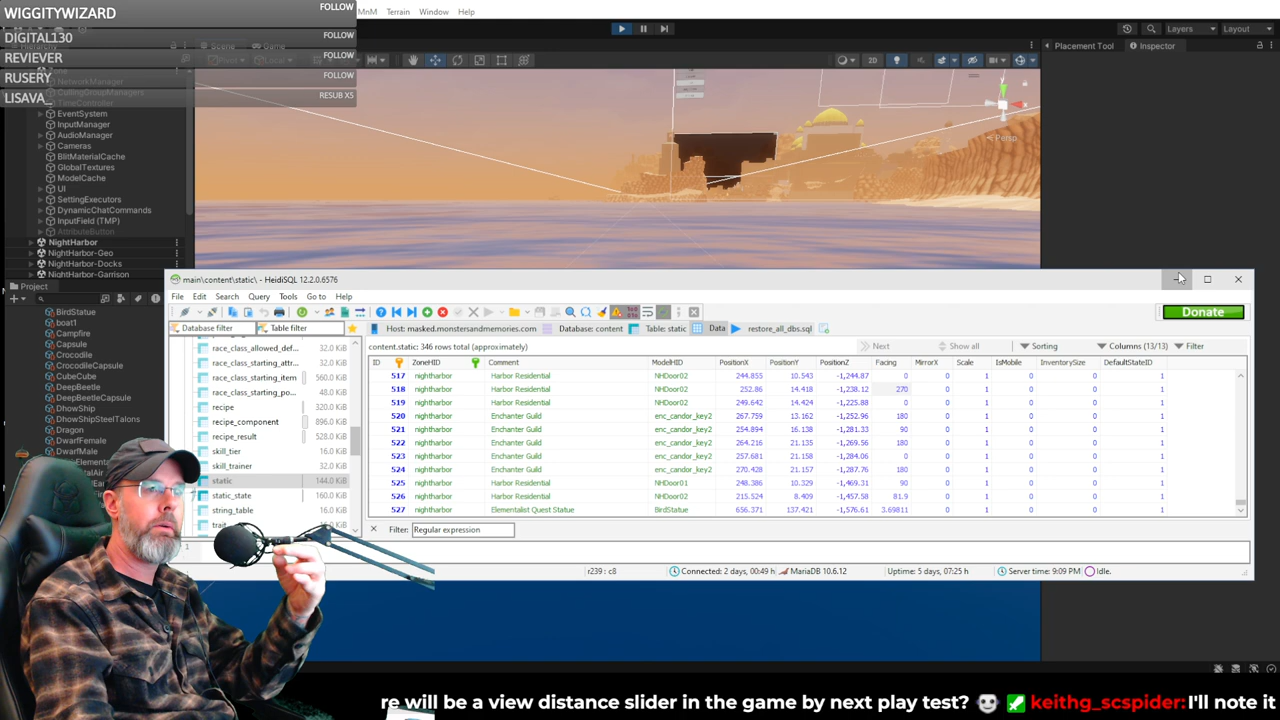 WIGGITYWIZARD FOLLOW
DIGITAL130 FOLLOW
REVIEVER FOLLOW
RUSERY FOLLOW
LISAVA_ RESUB X5
MnM Terrain Window Help
Layers Layout
Scene Game
Placement Tool Inspector
2D
Persp
NetworkManager
CullingGroupManagers
TimeController
EventSystem
InputManager
AudioManager
Cameras
BlitMaterialCache
GlobalTextures
ModelCache
UI
SettingExecutors
DynamicChatCommands
InputField (TMP)
AttributeButton
NightHarbor
NightHarbor-Geo
NightHarbor-Docks
NightHarbor-Garrison
Project
BirdStatue
boat1
Campfire
Capsule
Crocodile
CrocodileCapsule
CubeCube
DeepBeetle
DeepBeetleCapsule
DhowShip
DhowShipSteelTalons
Dragon
DwarfFemale
DwarfMale
main\content\static\ - HeidiSQL 12.2.0.6576
File Edit Search Query Tools Go to Help
Donate
Database filter Table filter
Host: masked.monstersandmemories.com Database: content Table: static Data restore_all_dbs.sql
content.static: 346 rows total (approximately) Next Show all Sorting Columns (13/13) Filter
race_class_allowed_def... 32.0 KiB
race_class_starting_attr... 32.0 KiB
race_class_starting_item 560.0 KiB
race_class_starting_po... 48.0 KiB
recipe 320.0 KiB
recipe_component 896.0 KiB
recipe_result 528.0 KiB
skill_tier 16.0 KiB
skill_trainer 32.0 KiB
static 144.0 KiB
static_state 160.0 KiB
string_table 16.0 KiB
trait
ID ZoneHID Comment ModelHID PositionX PositionY PositionZ Facing MirrorX Scale IsMobile InventorySize DefaultStateID
517 nightharbor Harbor Residential NHDoor02 244.855 10.543 -1,244.87 0 0 1 0 0 1
518 nightharbor Harbor Residential NHDoor02 252.86 14.418 -1,238.12 270 0 1 0 0 1
519 nightharbor Harbor Residential NHDoor02 249.642 14.424 -1,225.88 0 0 1 0 0 1
520 nightharbor Enchanter Guild enc_candor_key2 267.759 13.162 -1,252.96 180 0 1 0 0 1
521 nightharbor Enchanter Guild enc_candor_key2 254.894 16.138 -1,281.33 90 0 1 0 0 1
522 nightharbor Enchanter Guild enc_candor_key2 264.216 21.135 -1,269.56 180 0 1 0 0 1
523 nightharbor Enchanter Guild enc_candor_key2 257.681 21.158 -1,284.06 0 0 1 0 0 1
524 nightharbor Enchanter Guild enc_candor_key2 270.428 21.157 -1,287.76 180 0 1 0 0 1
525 nightharbor Harbor Residential NHDoor01 248.386 10.329 -1,469.31 90 0 1 0 0 1
526 nightharbor Harbor Residential NHDoor02 215.524 8.409 -1,457.58 81.9 0 1 0 0 1
527 nightharbor Elementalist Quest Statue BirdStatue 656.371 137.421 -1,576.61 3.69811 0 1 0 0 1
Filter: Regular expression
1
r239 : c8 Connected: 2 days, 00:49 h MariaDB 10.6.12 Uptime: 5 days, 07:25 h Server time: 9:09 PM Idle.
re will be a view distance slider in the game by next play test? keithg_scspider: I'll note it